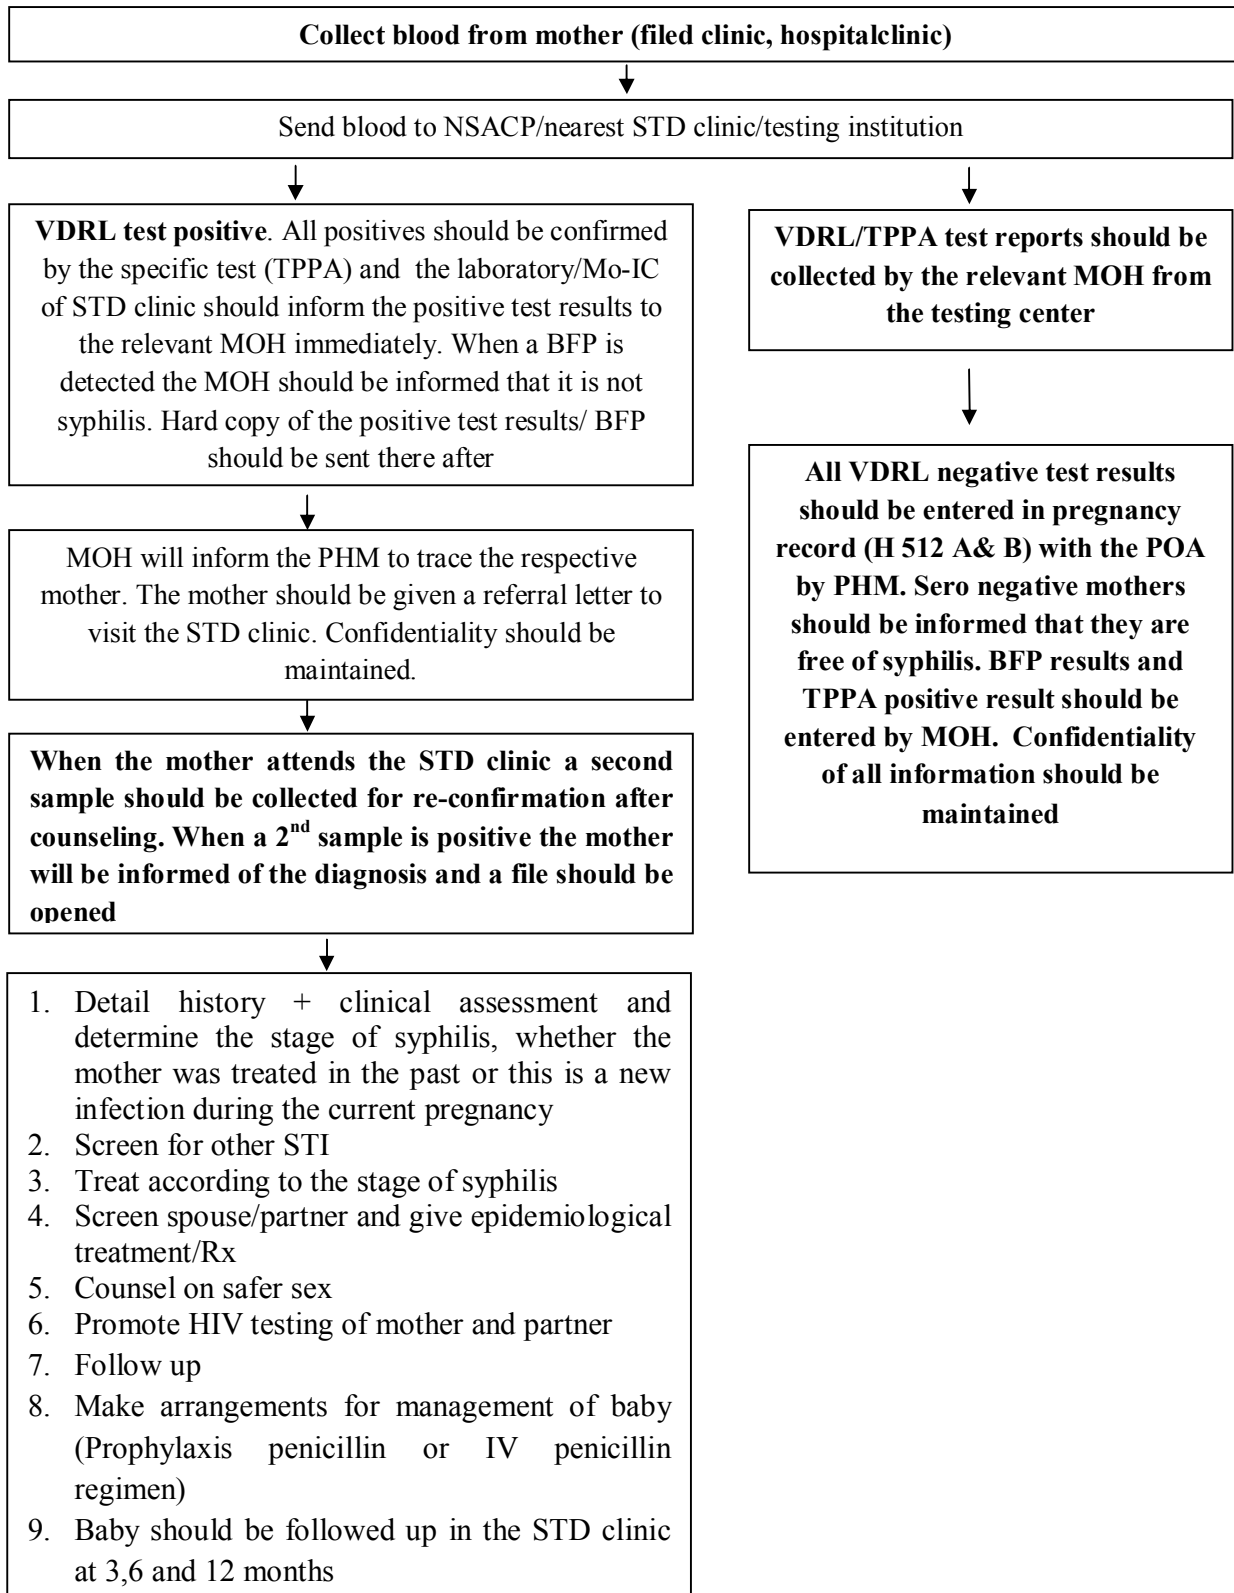 Collect blood from mother (filed clinic, hospitalclinic)
Send blood to NSACP/nearest STD clinic/testing institution
VDRL test positive. All positives should be confirmed
by the specific test (TPPA) and the laboratory/Mo-IC
of STD clinic should inform the positive test results to
the relevant MOH immediately. When a BFP is
detected the MOH should be informed that it is not
syphilis. Hard copy of the positive test results/ BFP
should be sent there after
MOH will inform the PHM to trace the respective
mother. The mother should be given a referral letter to
visit the STD clinic. Confidentiality should be
maintained.
When the mother attends the STD clinic a second
sample should be collected for re-confirmation after
counseling. When a 2nd sample is positive the mother
will be informed of the diagnosis and a file should be
opened
1. Detail history + clinical assessment and
determine the stage of syphilis, whether the
mother was treated in the past or this is a new
infection during the current pregnancy
2. Screen for other STI
3. Treat according to the stage of syphilis
4. Screen spouse/partner and give epidemiological
treatment/Rx
5. Counsel on safer sex
6. Promote HIV testing of mother and partner
7. Follow up
8. Make arrangements for management of baby
(Prophylaxis penicillin or IV penicillin
regimen)
9. Baby should be followed up in the STD clinic
at 3,6 and 12 months
VDRL/TPPA test reports should be
collected by the relevant MOH from
the testing center
All VDRL negative test results
should be entered in pregnancy
record (H 512 A& B) with the POA
by PHM. Sero negative mothers
should be informed that they are
free of syphilis. BFP results and
TPPA positive result should be
entered by MOH. Confidentiality
of all information should be
maintained